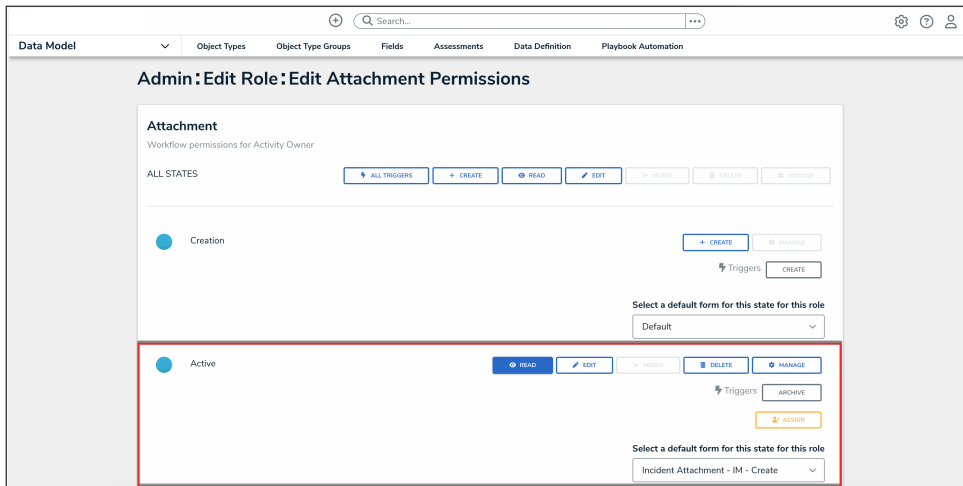 Search...
Data Model
Object Types
Object Type Groups
Fields
Assessments
Data Definition
Playbook Automation
Admin:Edit Role:Edit Attachment Permissions
Attachment
Workflow permissions for Activity Owner
ALL STATES
ALL TRIGGERS
+ CREATE
READ
EDIT
MERGE
DELETE
MANAGE
Creation
+ CREATE
MANAGE
Triggers
CREATE
Select a default form for this state for this role
Default
Active
READ
EDIT
MERGE
DELETE
MANAGE
Triggers
ARCHIVE
ASSIGN
Select a default form for this state for this role
Incident Attachment - IM - Create